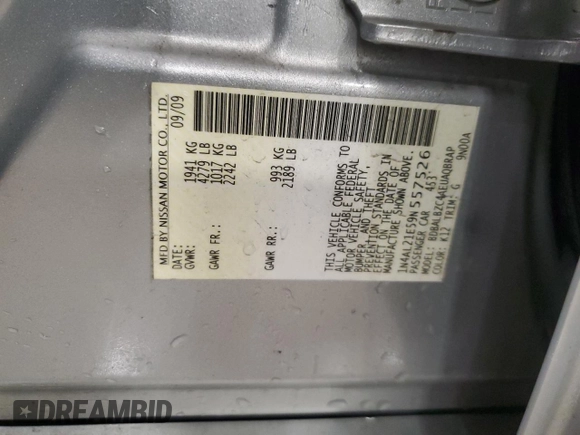 MFD BY NISSAN MOTOR CO., LTD.
DATE: 09/09
GVWR: 1941 KG
4279 LB
GAWR FR: 1017 KG
2242 LB
GAWR RR: 993 KG
2189 LB
THIS VEHICLE CONFORMS TO
ALL APPLICABLE FEDERAL
MOTOR VEHICLE SAFETY,
BUMPER, AND THEFT
PREVENTION STANDARDS IN
EFFECT ON THE DATE OF
MANUFACTURE SHOWN ABOVE.
1N4AL21E59N557526
PASSENGER CAR 453
COLOR: K12 TRIM: G 9N00A
DREAMBID